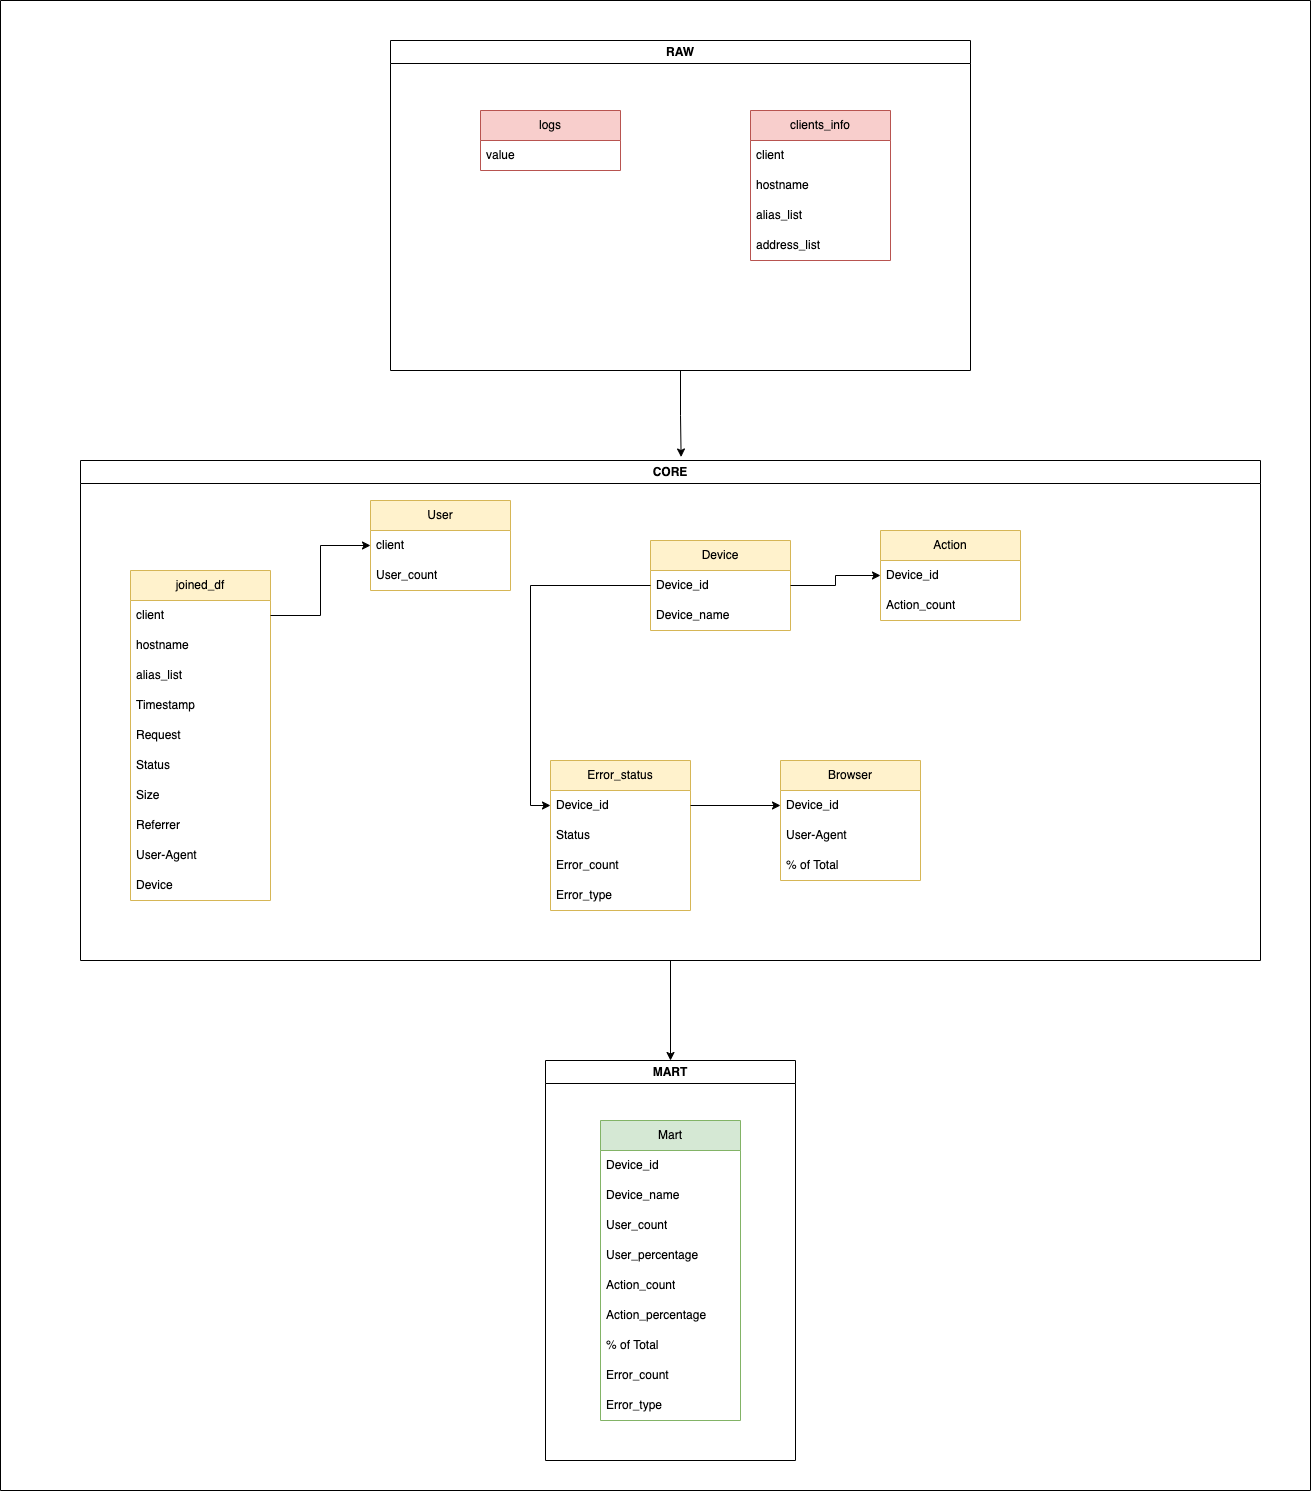 RAW
logs
value
clients_info
client
hostname
alias_list
address_list
CORE
joined_df
client
hostname
alias_list
Timestamp
Request
Status
Size
Referrer
User-Agent
Device
User
client
User_count
Device
Device_id
Device_name
Action
Device_id
Action_count
Error_status
Device_id
Status
Error_count
Error_type
Browser
Device_id
User-Agent
% of Total
MART
Mart
Device_id
Device_name
User_count
User_percentage
Action_count
Action_percentage
% of Total
Error_count
Error_type